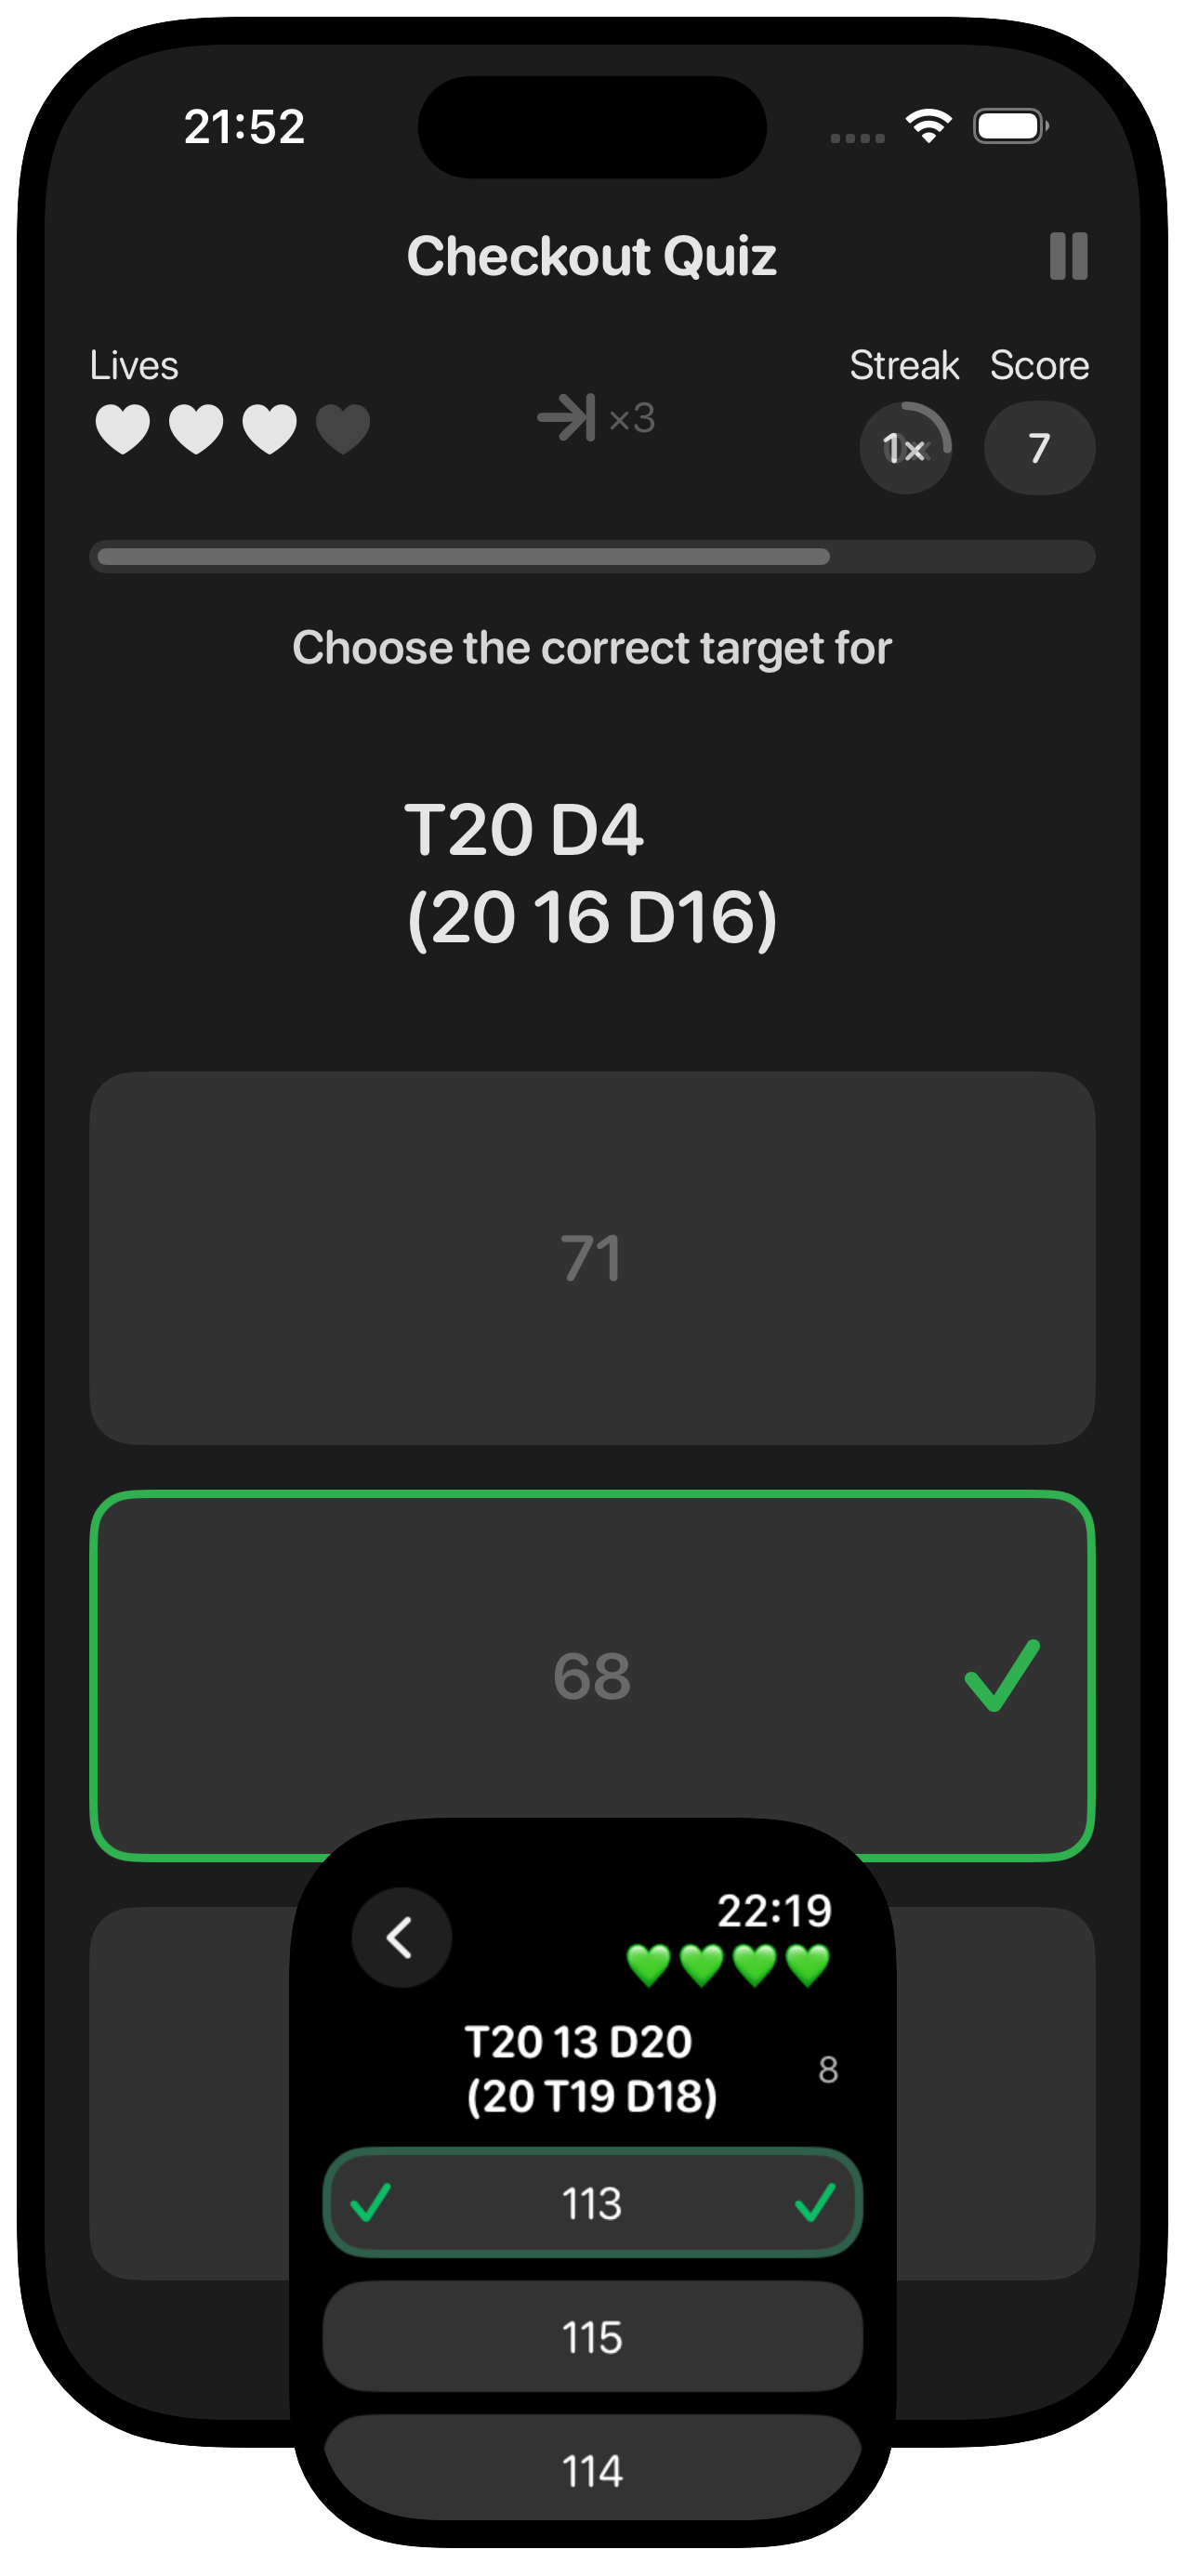 21:52
Checkout Quiz
Lives
Streak Score
×3
1×
7
Choose the correct target for
T20 D4
(20 16 D16)
71
68
22:19
T20 13 D20
(20 T19 D18)
8
113
115
114